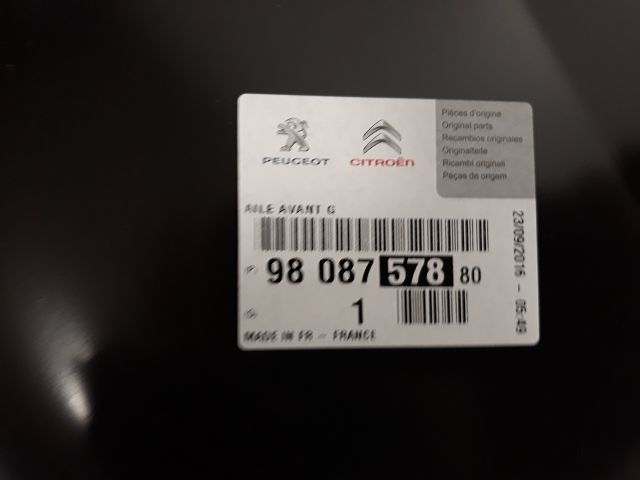 PEUGEOT
CITROËN
Pièces d'origine
Original parts
Recambios originales
Originalteile
Ricambi originali
Peças de origem
AILE AVANT G
(P) 98 087 578 80
(Q) 1
MADE IN FR - FRANCE
23/09/2016 - 05:49